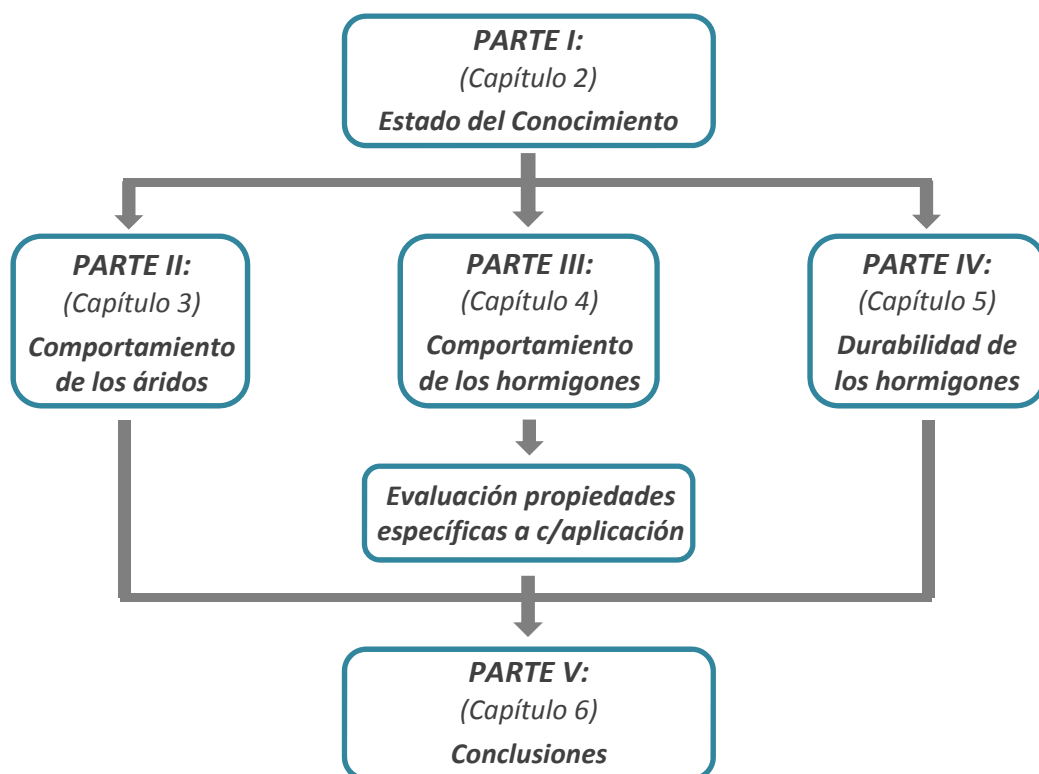 PARTE I:
(Capítulo 2)
Estado del Conocimiento
PARTE II:
(Capítulo 3)
Comportamiento
de los áridos
PARTE III:
(Capítulo 4)
Comportamiento
de los hormigones
PARTE IV:
(Capítulo 5)
Durabilidad de
los hormigones
Evaluación propiedades
específicas a c/aplicación
PARTE V:
(Capítulo 6)
Conclusiones